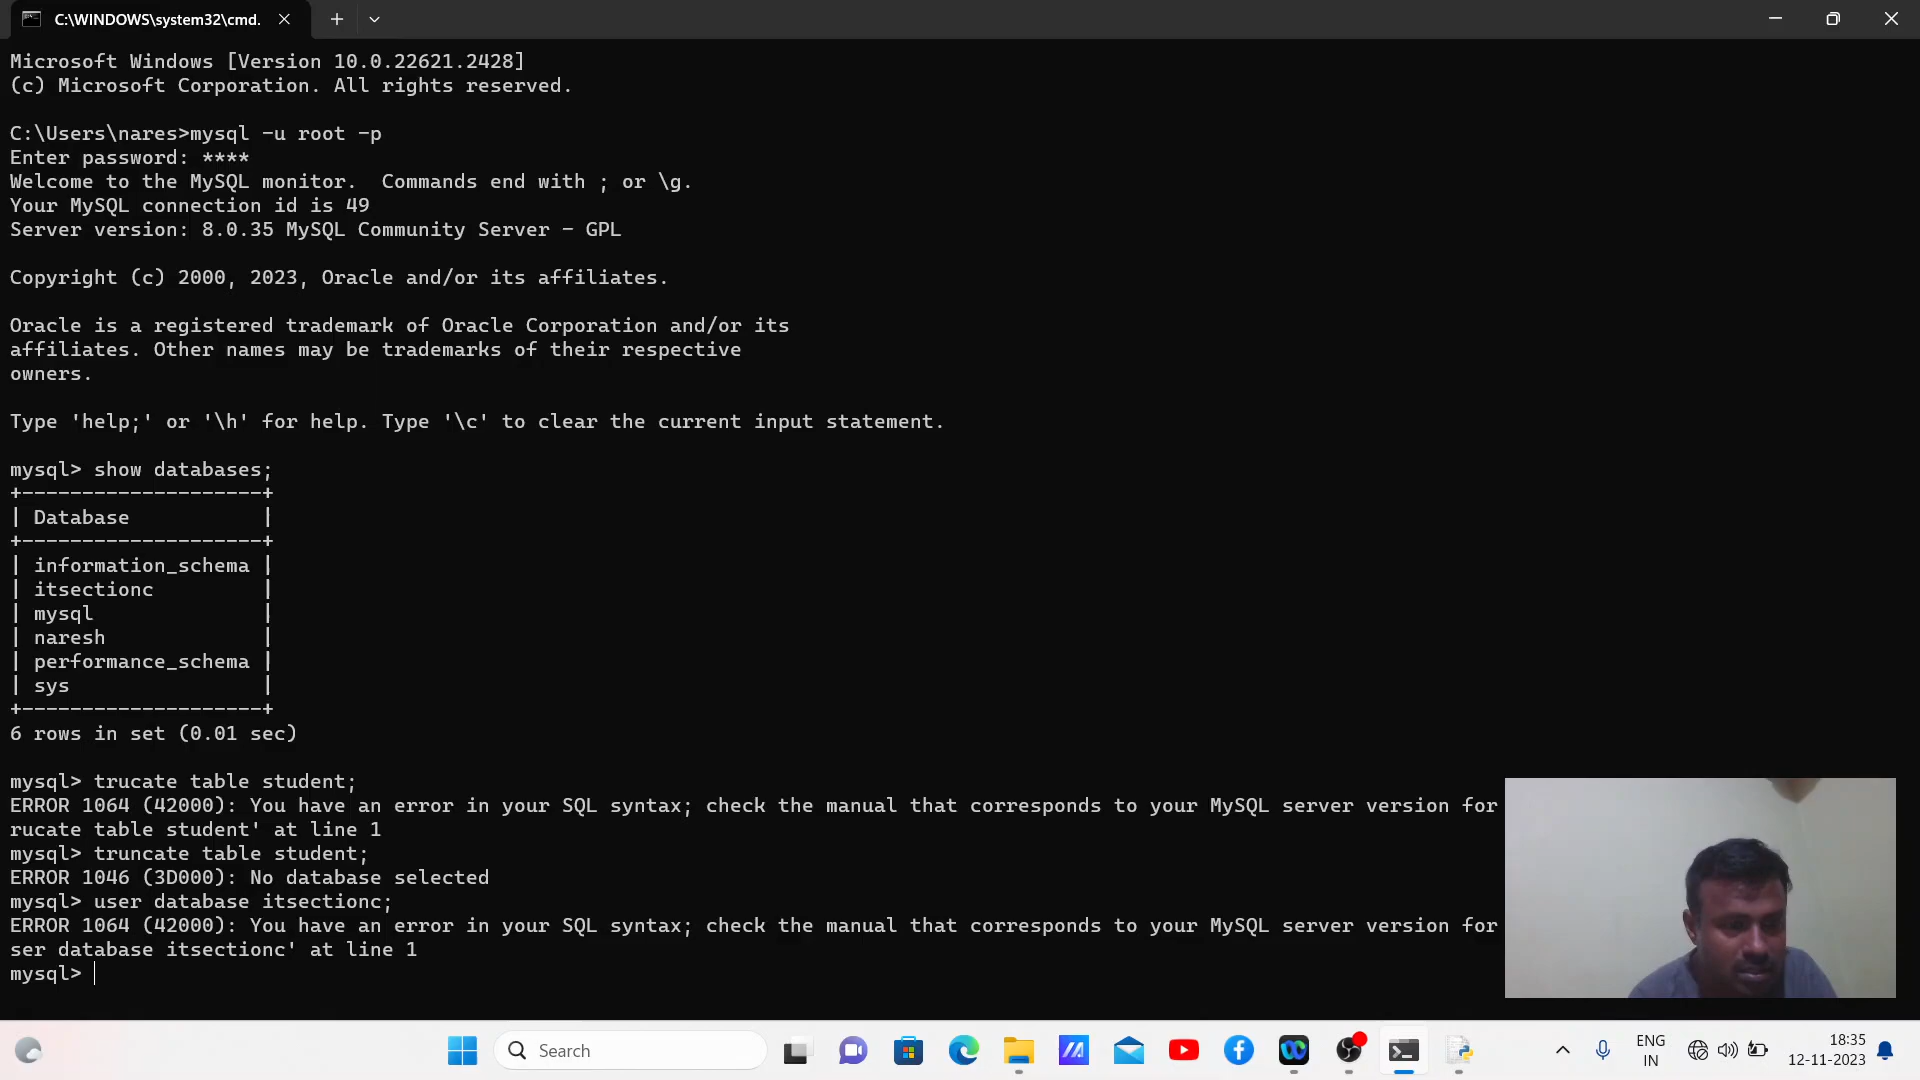 C:\WINDOWS\system32\cmd.
Microsoft Windows [Version 10.0.22621.2428]
(c) Microsoft Corporation. All rights reserved.
C:\Users\nares>mysql -u root -p
Enter password: ****
Welcome to the MySQL monitor.  Commands end with ; or \g.
Your MySQL connection id is 49
Server version: 8.0.35 MySQL Community Server - GPL
Copyright (c) 2000, 2023, Oracle and/or its affiliates.
Oracle is a registered trademark of Oracle Corporation and/or its
affiliates. Other names may be trademarks of their respective
owners.
Type 'help;' or '\h' for help. Type '\c' to clear the current input statement.
mysql> show databases;
+--------------------+
| Database           |
+--------------------+
| information_schema |
| itsectionc         |
| mysql              |
| naresh             |
| performance_schema |
| sys                |
+--------------------+
6 rows in set (0.01 sec)
mysql> trucate table student;
ERROR 1064 (42000): You have an error in your SQL syntax; check the manual that corresponds to your MySQL server version for
rucate table student' at line 1
mysql> truncate table student;
ERROR 1046 (3D000): No database selected
mysql> user database itsectionc;
ERROR 1064 (42000): You have an error in your SQL syntax; check the manual that corresponds to your MySQL server version for
ser database itsectionc' at line 1
mysql>
Search
ENG
IN
18:35
12-11-2023